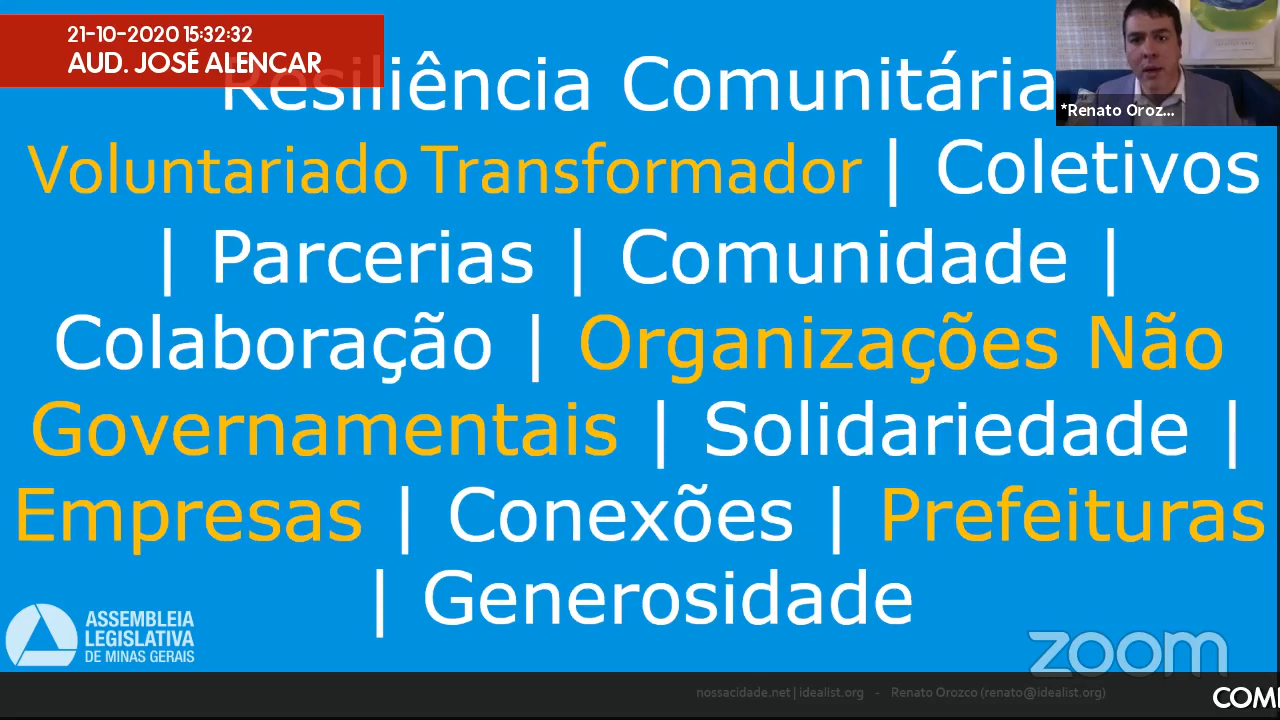 21-10-2020 15:32:32
AUD. JOSÉ ALENCAR
Resiliência Comunitária
*Renato Oroz...
Voluntariado Transformador | Coletivos
| Parcerias | Comunidade |
Colaboração | Organizações Não
Governamentais | Solidariedade |
Empresas | Conexões | Prefeituras
| Generosidade
ASSEMBLEIA
LEGISLATIVA
DE MINAS GERAIS
zoom
nossacidade.net | idealist.org - Renato Orozco (renato@idealist.org)